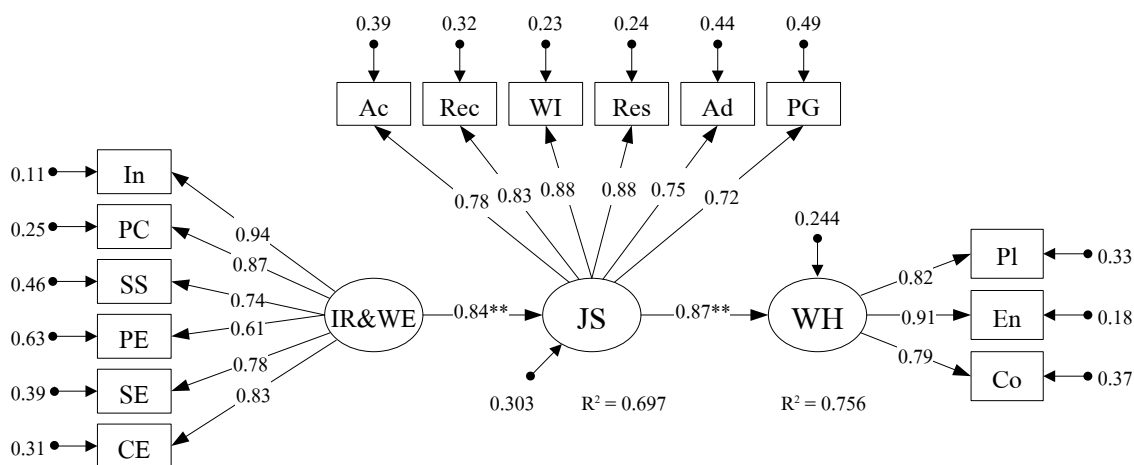 0.39 0.32 0.23 0.24 0.44 0.49
Ac Rec WI Res Ad PG
0.78 0.83 0.88 0.88 0.75 0.72
0.11 In
0.25 PC
0.46 SS
0.63 PE
0.39 SE
0.31 CE
0.94
0.87
0.74
0.61
0.78
0.83
IR&WE 0.84** JS 0.87** WH
0.303 R² = 0.697
0.244
R² = 0.756
0.82 Pl 0.33
0.91 En 0.18
0.79 Co 0.37